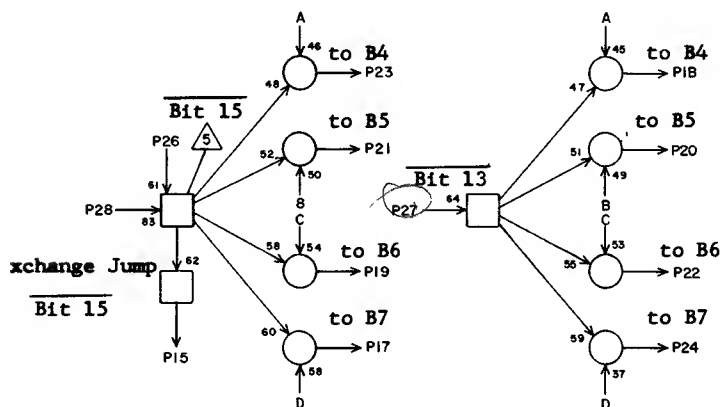 A A
46 to B4 45 to B4
P23 P18
48 47
Bit 15
5 to B5 to B5
P26 52 P21 51 P20
50 Bit 13 49
61 64
P28 B P27 B
83 C C
62 58 54 to B6 55 53 to B6
xchange Jump P19 P22
Bit 15 to B7 to B7
60 P17 59 P24
P15 58 37
D D